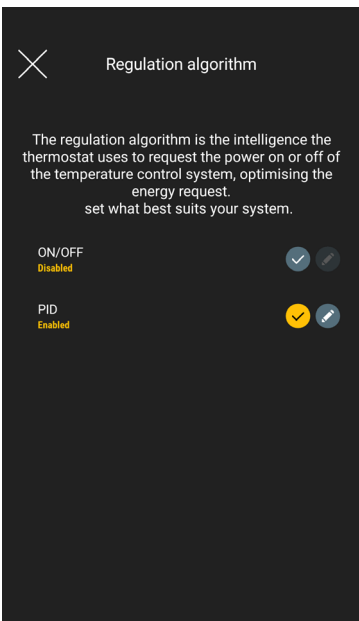 Regulation algorithm
The regulation algorithm is the intelligence the
thermostat uses to request the power on or off of
the temperature control system, optimising the
energy request.
set what best suits your system.
ON/OFF
Disabled
PID
Enabled